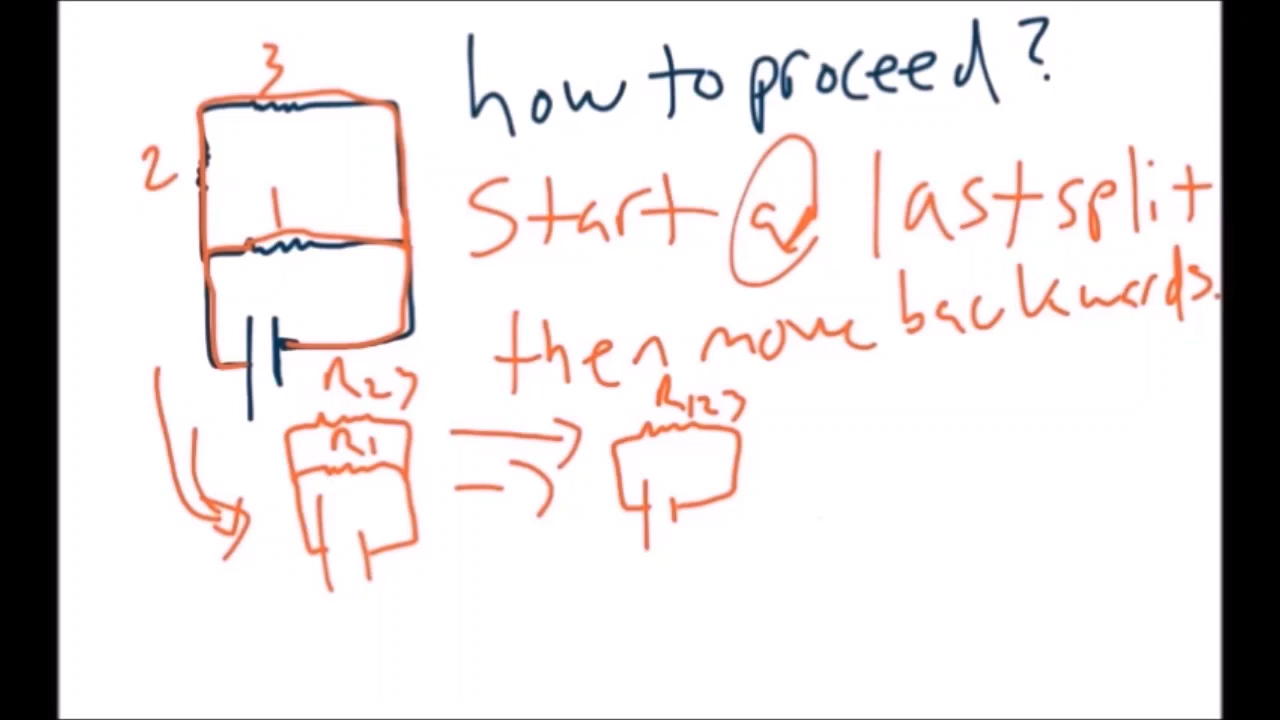 3
how to proceed?
2
1
Start @ last split
then move backwards.
R23
R123
R1